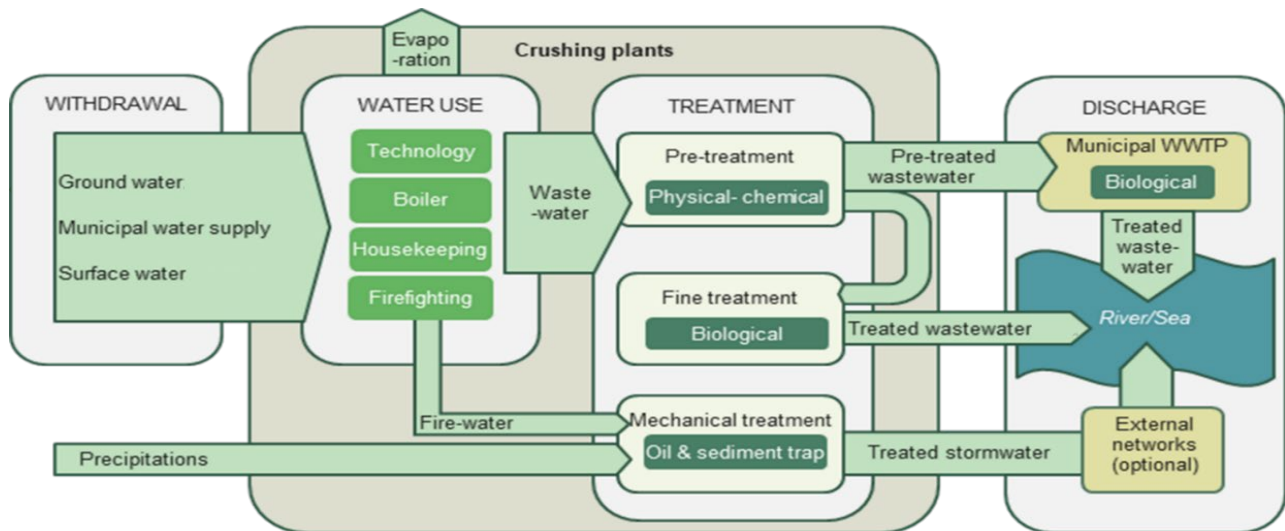 Evapo
-ration
Crushing plants
WITHDRAWAL
Ground water
Municipal water supply
Surface water
WATER USE
Technology
Boiler
Housekeeping
Firefighting
Waste
-water
TREATMENT
Pre-treatment
Physical- chemical
Fine treatment
Biological
Mechanical treatment
Oil & sediment trap
Fire-water
Precipitations
Pre-treated
wastewater
Treated wastewater
Treated stormwater
DISCHARGE
Municipal WWTP
Biological
Treated
waste-
water
River/Sea
External
networks
(optional)